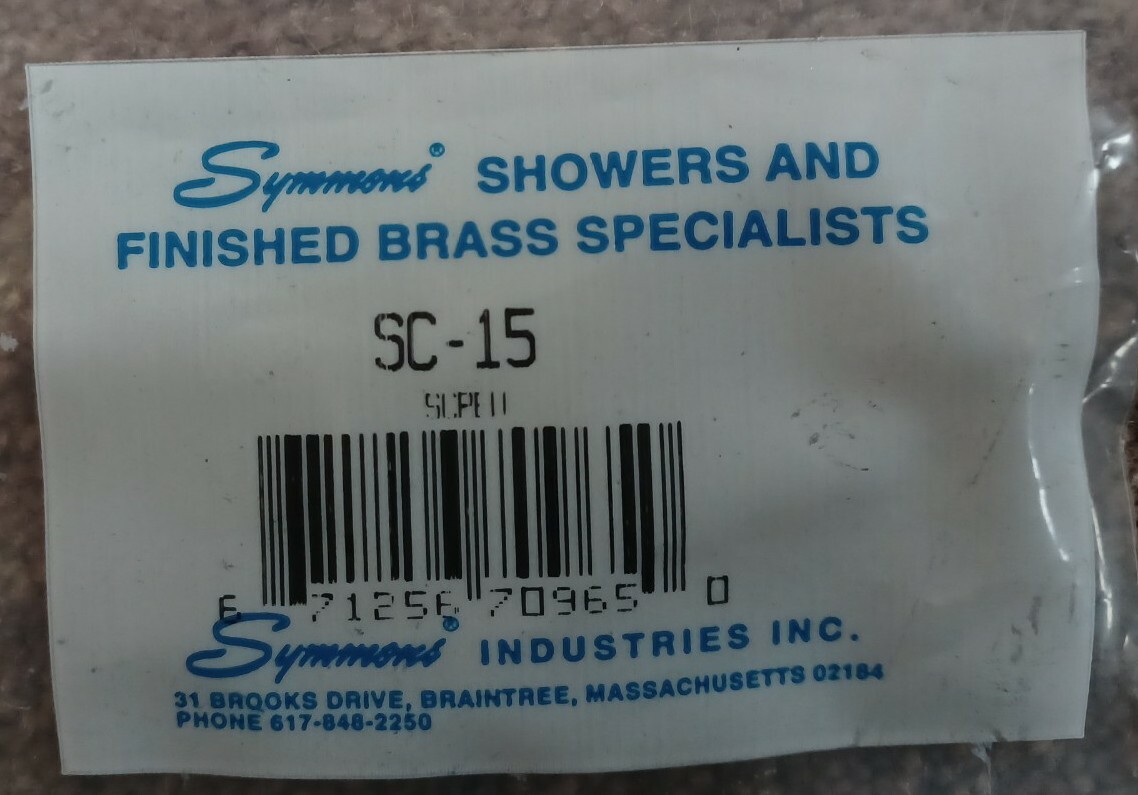 Symmons® SHOWERS AND
FINISHED BRASS SPECIALISTS
SC-15
6 71256 70965 0
Symmons® INDUSTRIES INC.
31 BROOKS DRIVE, BRAINTREE, MASSACHUSETTS 02184
PHONE 617-848-2250